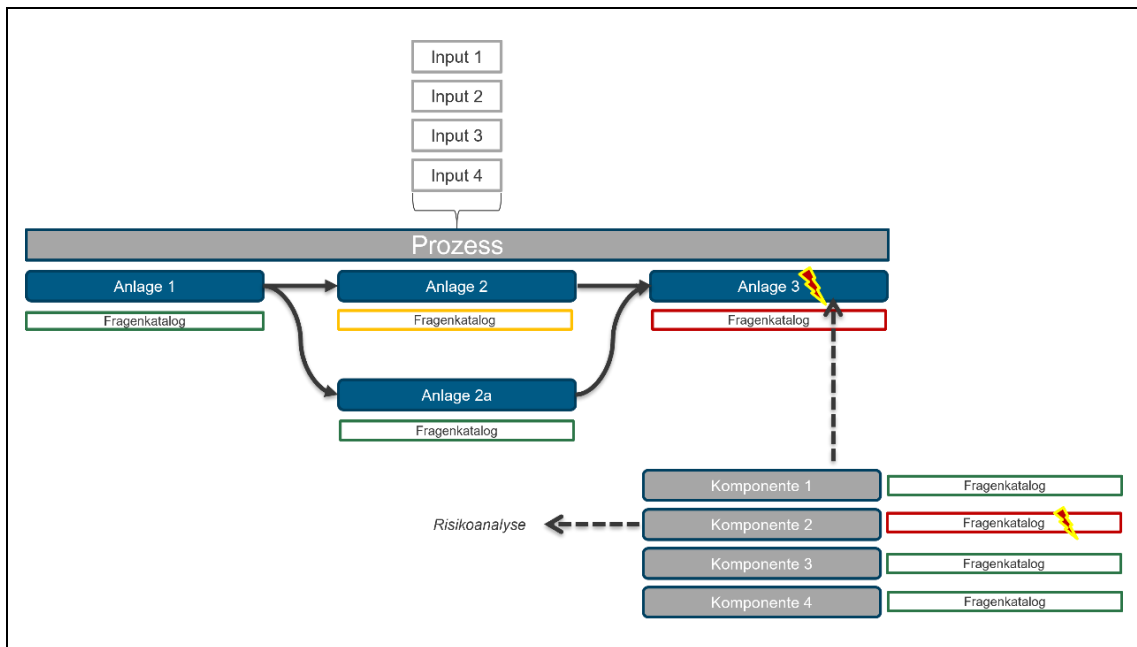 Input 1
Input 2
Input 3
Input 4
Prozess
Anlage 1
Anlage 2
Anlage 3
Fragenkatalog
Fragenkatalog
Fragenkatalog
Anlage 2a
Fragenkatalog
Komponente 1
Fragenkatalog
Risikoanalyse
Komponente 2
Fragenkatalog
Komponente 3
Fragenkatalog
Komponente 4
Fragenkatalog